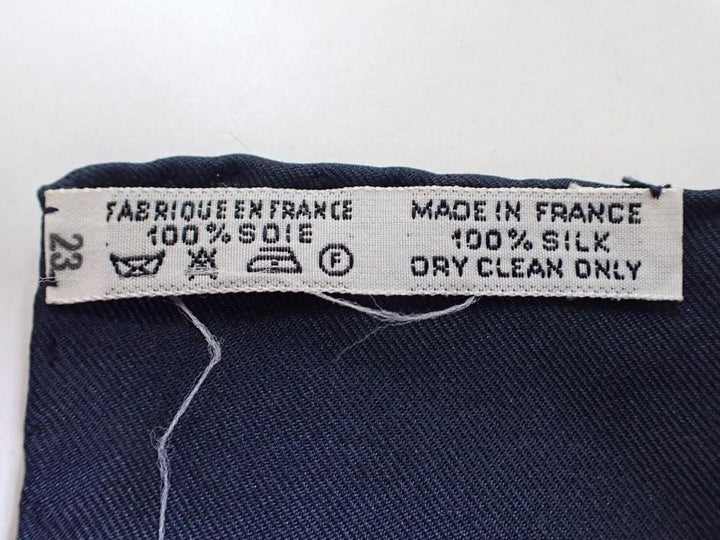 FABRIQUE EN FRANCE
100% SOIE
F
MADE IN FRANCE
100% SILK
DRY CLEAN ONLY
23